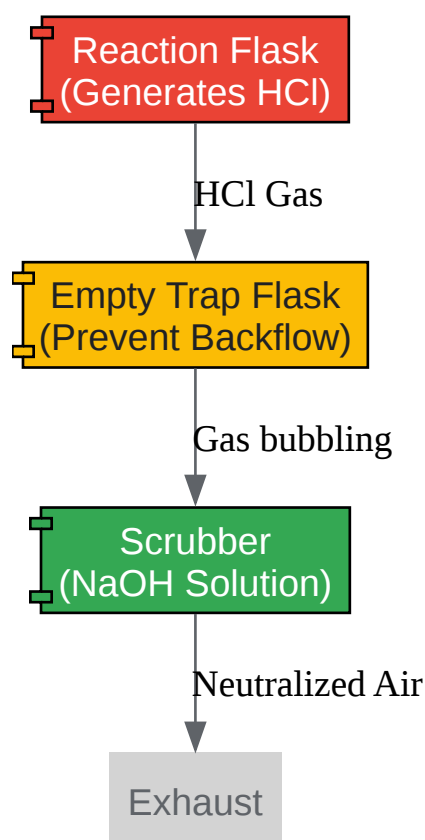 Reaction Flask
(Generates HCl)
HCl Gas
Empty Trap Flask
(Prevent Backflow)
Gas bubbling
Scrubber
(NaOH Solution)
Neutralized Air
Exhaust